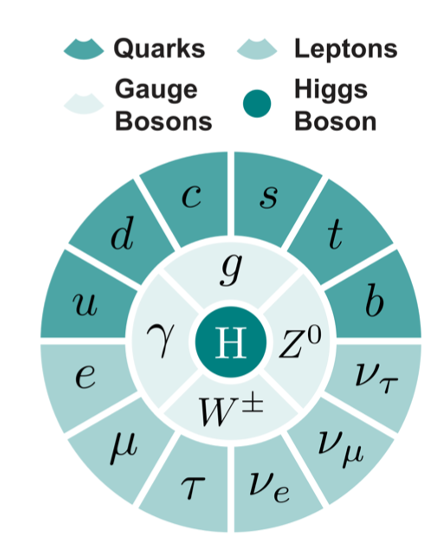 Quarks
Leptons
Gauge
Bosons
Higgs
Boson
c
s
d
t
u
b
g
γ
H
Z⁰
W±
e
ν_τ
μ
ν_μ
τ
ν_e